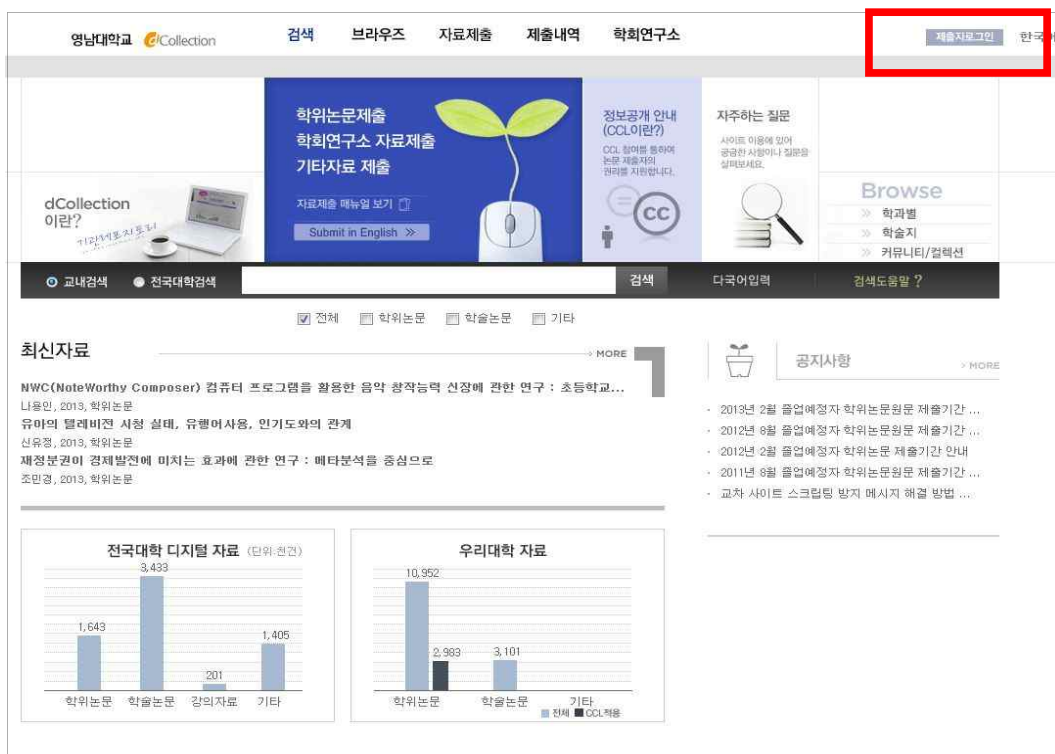 영남대학교 dCollection
검색 브라우즈 자료제출 제출내역 학회연구소
제출자로그인 한국어
학위논문제출
학회연구소 자료제출
기타자료 제출
자료제출 매뉴얼 보기
Submit in English »
정보공개 안내
(CCL이란?)
CCL 참여를 통하여
논문 제출자의
권리를 지원합니다.
cc
자주하는 질문
사이트 이용에 있어
궁금한 사항이나 질문을
살펴보세요.
dCollection
이란?
기관레포지토리
Browse
» 학과별
» 학술지
» 커뮤니티/컬렉션
교내검색 전국대학검색 검색 다국어입력 검색도움말 ?
전체 학위논문 학술논문 기타
최신자료 > MORE
NWC(NoteWorthy Composer) 컴퓨터 프로그램을 활용한 음악 창작능력 신장에 관한 연구 : 초등학교...
나용민, 2013, 학위논문
유아의 텔레비전 시청 실태, 유행어사용, 인기도와의 관계
신유정, 2013, 학위논문
재정분권이 경제발전에 미치는 효과에 관한 연구 : 메타분석을 중심으로
조민경, 2013, 학위논문
공지사항 > MORE
· 2013년 2월 졸업예정자 학위논문원문 제출기간 ...
· 2012년 8월 졸업예정자 학위논문원문 제출기간 ...
· 2012년 2월 졸업예정자 학위논문 제출기간 안내
· 2011년 8월 졸업예정자 학위논문원문 제출기간 ...
· 교차 사이트 스크립팅 방지 메시지 해결 방법 ...
전국대학 디지털 자료 (단위:천건)
3,433
1,643
1,405
201
학위논문 학술논문 강의자료 기타
우리대학 자료
10,952
2,983
3,101
학위논문 학술논문 기타
전체 CCL적용